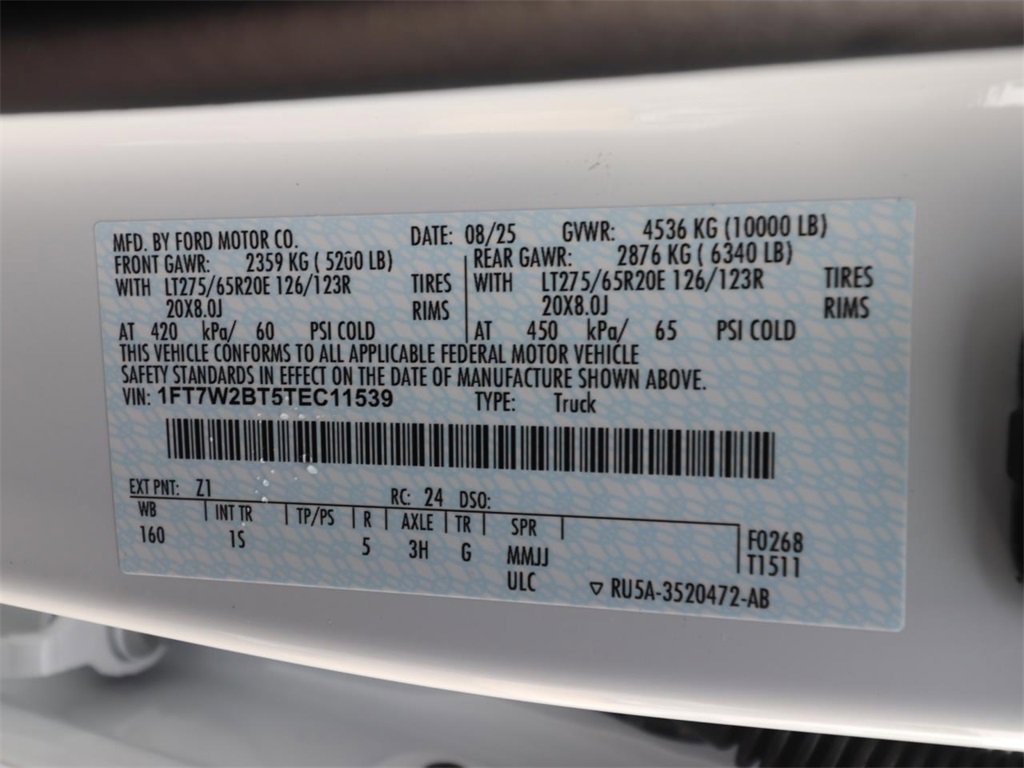 MFD. BY FORD MOTOR CO. DATE: 08/25 GVWR: 4536 KG (10000 LB)
FRONT GAWR: 2359 KG ( 5200 LB) REAR GAWR: 2876 KG ( 6340 LB)
WITH LT275/65R20E 126/123R TIRES WITH LT275/65R20E 126/123R TIRES
20X8.0J RIMS 20X8.0J RIMS
AT 420 kPa/ 60 PSI COLD AT 450 kPa/ 65 PSI COLD
THIS VEHICLE CONFORMS TO ALL APPLICABLE FEDERAL MOTOR VEHICLE
SAFETY STANDARDS IN EFFECT ON THE DATE OF MANUFACTURE SHOWN ABOVE.
VIN: 1FT7W2BT5TEC11539 TYPE: Truck
EXT PNT: Z1 RC: 24 DSO:
WB INT TR TP/PS R AXLE TR SPR F0268
160 1S 5 3H G MMJJ T1511
ULC RU5A-3520472-AB